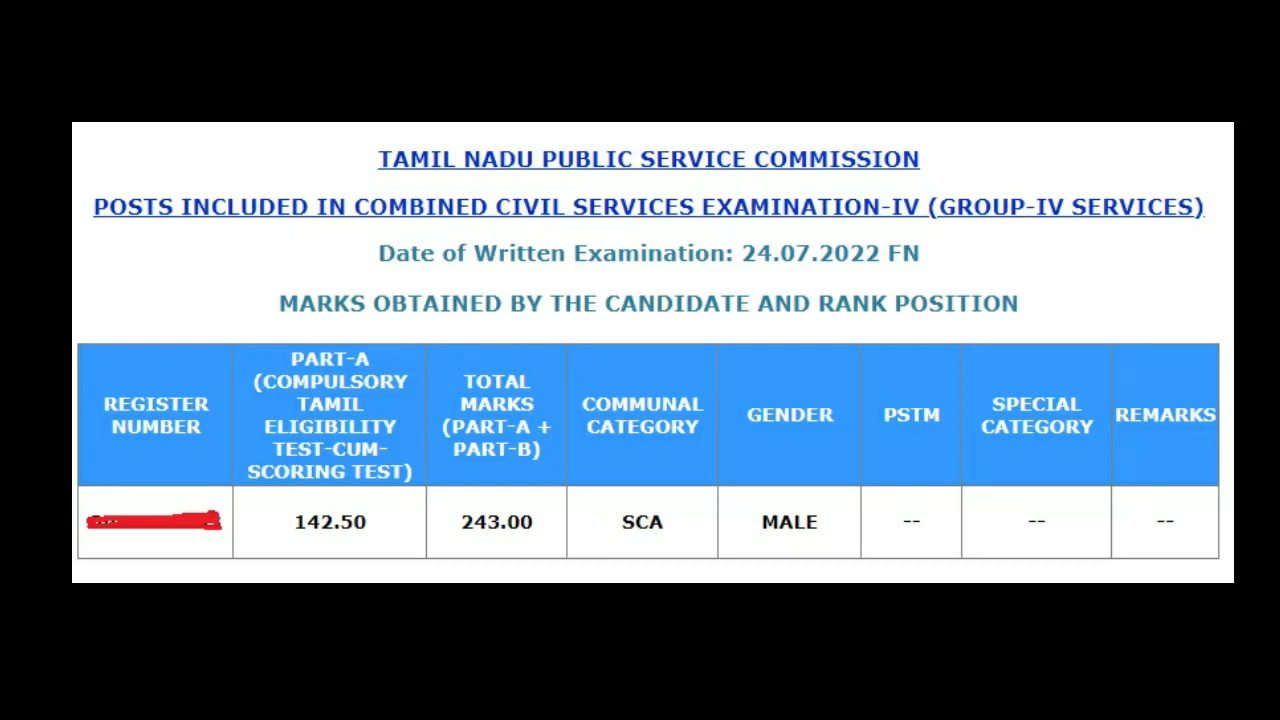 TAMIL NADU PUBLIC SERVICE COMMISSION
POSTS INCLUDED IN COMBINED CIVIL SERVICES EXAMINATION-IV (GROUP-IV SERVICES)
Date of Written Examination: 24.07.2022 FN
MARKS OBTAINED BY THE CANDIDATE AND RANK POSITION
REGISTER
NUMBER
PART-A
(COMPULSORY
TAMIL
ELIGIBILITY
TEST-CUM-
SCORING TEST)
TOTAL
MARKS
(PART-A +
PART-B)
COMMUNAL
CATEGORY
GENDER
PSTM
SPECIAL
CATEGORY
REMARKS
142.50
243.00
SCA
MALE
--
--
--